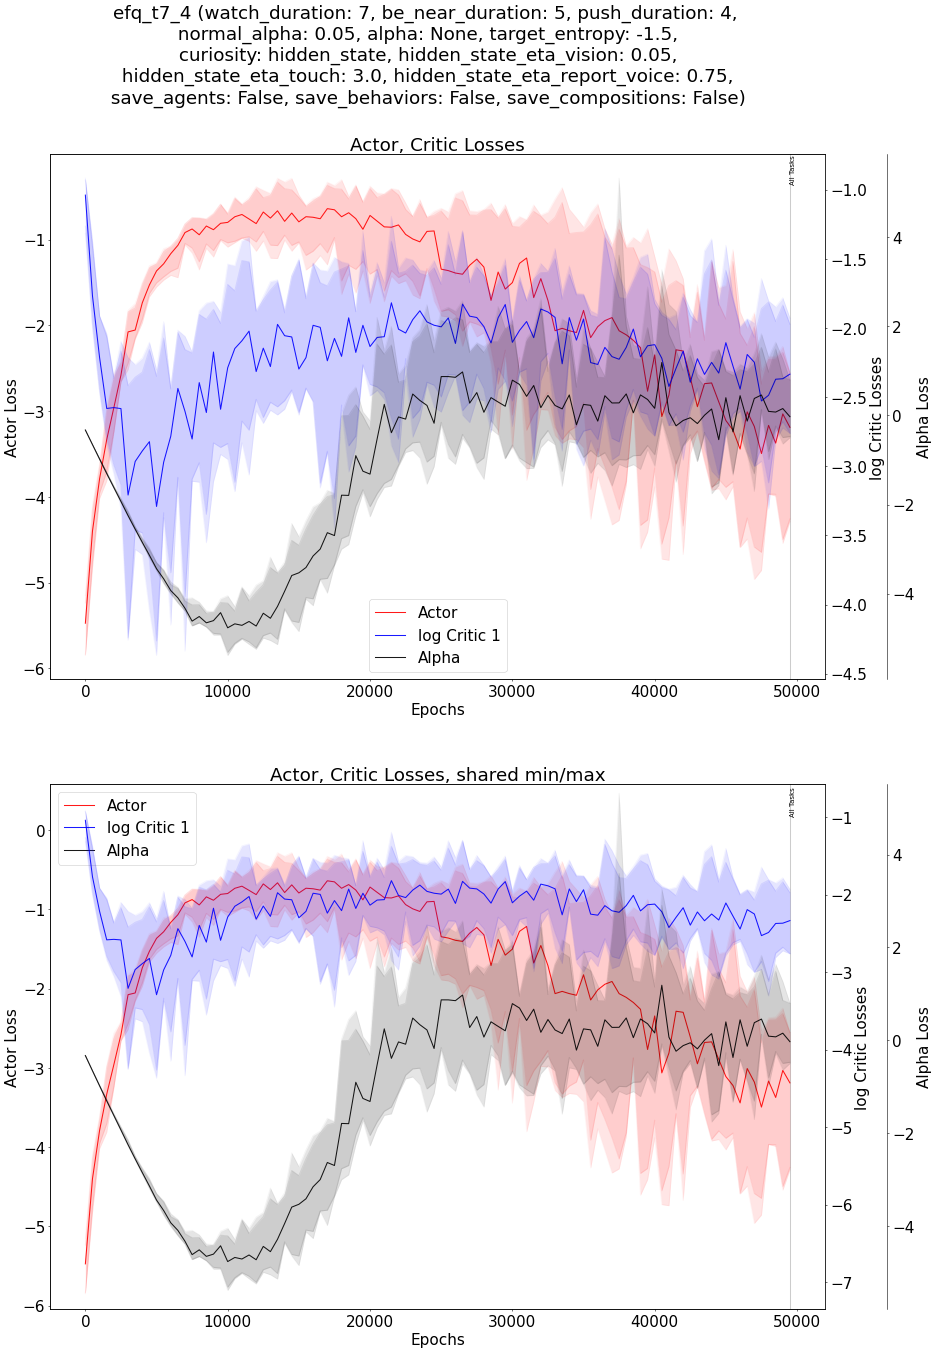 efq_t7_4 (watch_duration: 7, be_near_duration: 5, push_duration: 4,
normal_alpha: 0.05, alpha: None, target_entropy: -1.5,
curiosity: hidden_state, hidden_state_eta_vision: 0.05,
hidden_state_eta_touch: 3.0, hidden_state_eta_report_voice: 0.75,
save_agents: False, save_behaviors: False, save_compositions: False)
Actor, Critic Losses
All Tasks
−1
−2
−3
−4
−5
−6
Actor Loss
−1.0
−1.5
−2.0
−2.5
−3.0
−3.5
−4.0
−4.5
log Critic Losses
4
2
0
−2
−4
Alpha Loss
Actor
log Critic 1
Alpha
0 10000 20000 30000 40000 50000
Epochs
Actor, Critic Losses, shared min/max
All Tasks
Actor
log Critic 1
Alpha
0
−1
−2
−3
−4
−5
−6
Actor Loss
−1
−2
−3
−4
−5
−6
−7
log Critic Losses
4
2
0
−2
−4
Alpha Loss
0 10000 20000 30000 40000 50000
Epochs